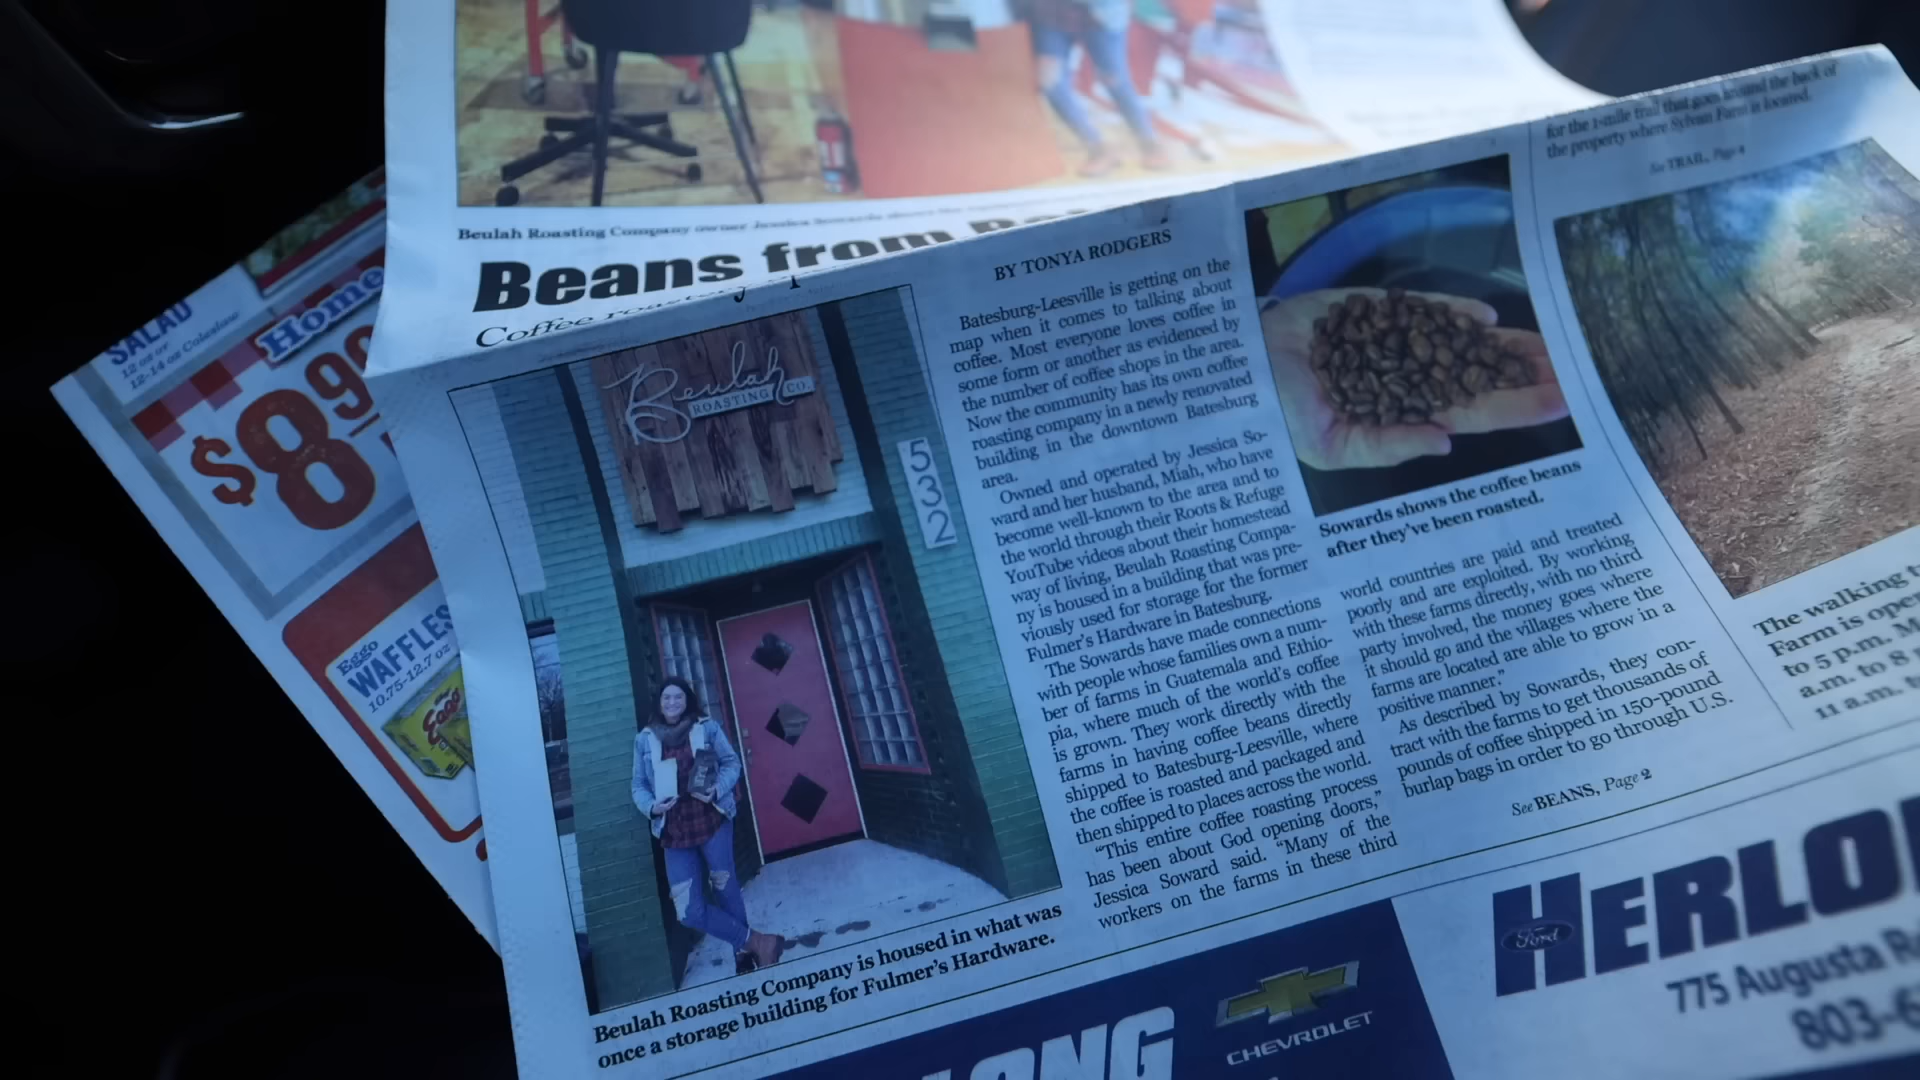 Beulah Roasting Company owner Jessica Sowards shows the
Beans from
Coffee roastery
Beulah
ROASTING CO.
532
Beulah Roasting Company is housed in what was
once a storage building for Fulmer's Hardware.
BY TONYA RODGERS
Batesburg-Leesville is getting on the
map when it comes to talking about
coffee. Most everyone loves coffee in
some form or another as evidenced by
the number of coffee shops in the area.
Now the community has its own coffee
roasting company in a newly renovated
building in the downtown Batesburg
area.
Owned and operated by Jessica So-
ward and her husband, Miah, who have
become well-known to the area and to
the world through their Roots & Refuge
YouTube videos about their homestead
way of living, Beulah Roasting Compa-
ny is housed in a building that was pre-
viously used for storage for the former
Fulmer's Hardware in Batesburg.
The Sowards have made connections
with people whose families own a num-
ber of farms in Guatemala and Ethio-
pia, where much of the world's coffee
is grown. They work directly with the
farms in having coffee beans directly
shipped to Batesburg-Leesville, where
the coffee is roasted and packaged and
then shipped to places across the world.
"This entire coffee roasting process
has been about God opening doors,"
Jessica Soward said. "Many of the
workers on the farms in these third
Sowards shows the coffee beans
after they've been roasted.
world countries are paid and treated
poorly and are exploited. By working
with these farms directly, with no third
party involved, the money goes where
it should go and the villages where the
farms are located are able to grow in a
positive manner."
As described by Sowards, they con-
tract with the farms to get thousands of
pounds of coffee shipped in 150-pound
burlap bags in order to go through U.S.
See BEANS, Page 2
for the 1-mile trail that goes around the back of
the property where Sylvan Farm is located.
See TRAIL, Page 4
The walking
Farm is
to 5 p.m.
a.m. to 8
11 a.m.
SALAD
12 oz or
12-14 oz Coleslaw
Home
$8.99
Eggo
WAFFLES
10.75-12.7 oz
Eggo
CHEVROLET
Ford
775 Augusta
803-6